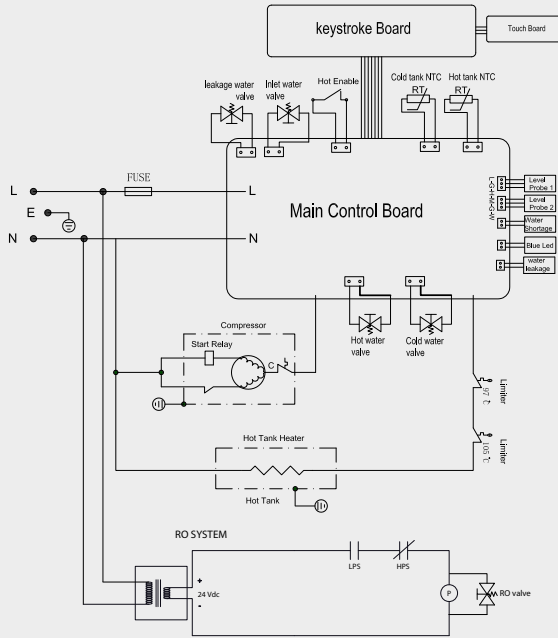 keystroke Board
Touch Board
leakage water
valve
Inlet water
valve
Hot Enable
Cold tank NTC
RT
Hot tank NTC
RT
L
FUSE
L
E
N
N
Main Control Board
L-G-H-M-G-H-W
Level
Probe 1
Level
Probe 2
Water
Shortage
Blue Led
water
leakage
Hot water
valve
Cold water
valve
Compressor
Start Relay
C
Limiter
97℃
Limiter
105℃
Hot Tank Heater
Hot Tank
RO SYSTEM
+
24 Vdc
-
LPS
HPS
P
RO valve